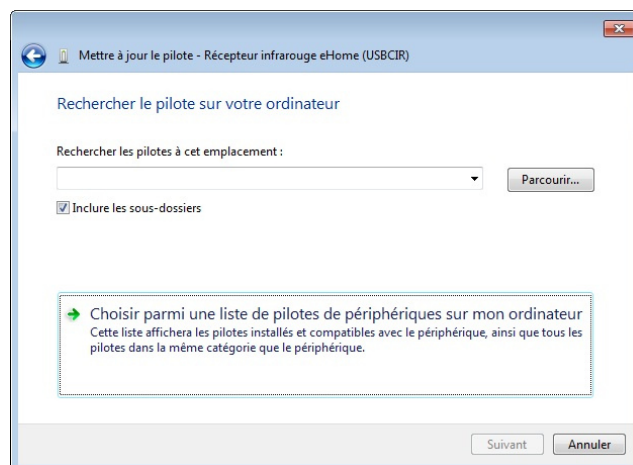 Mettre à jour le pilote - Récepteur infrarouge eHome (USBCIR)
Rechercher le pilote sur votre ordinateur
Rechercher les pilotes à cet emplacement :
Parcourir...
Inclure les sous-dossiers
Choisir parmi une liste de pilotes de périphériques sur mon ordinateur
Cette liste affichera les pilotes installés et compatibles avec le périphérique, ainsi que tous les
pilotes dans la même catégorie que le périphérique.
Suivant
Annuler